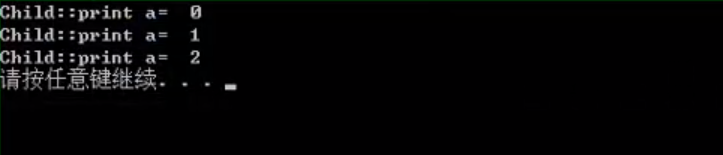 Child::print a=  0
Child::print a=  1
Child::print a=  2
请按任意键继续. . .